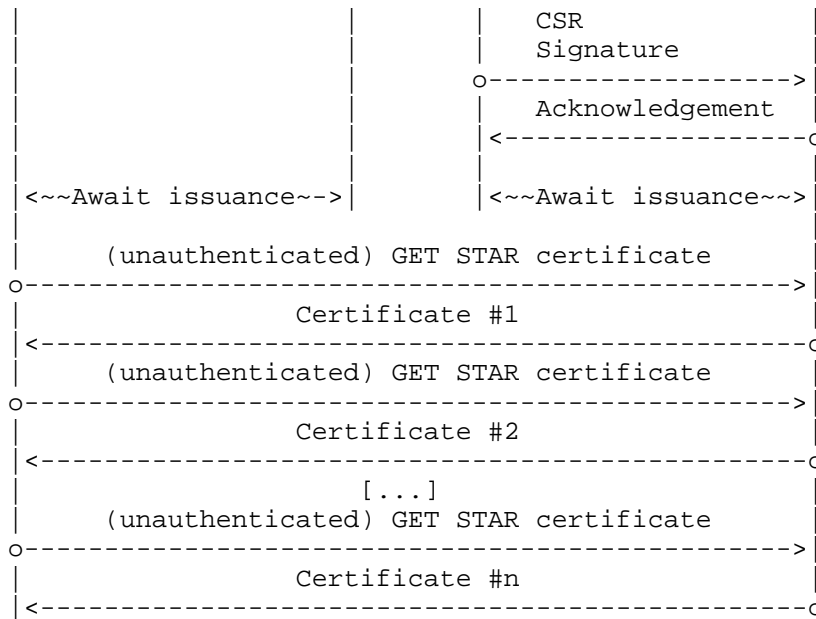 CSR
Signature
o------------------->
Acknowledgement
<-------------------o
<~~Await issuance~->| |<~~Await issuance~~>
(unauthenticated) GET STAR certificate
o------------------------------------------------>
Certificate #1
<------------------------------------------------o
(unauthenticated) GET STAR certificate
o------------------------------------------------>
Certificate #2
<------------------------------------------------o
[...]
(unauthenticated) GET STAR certificate
o------------------------------------------------>
Certificate #n
<------------------------------------------------o